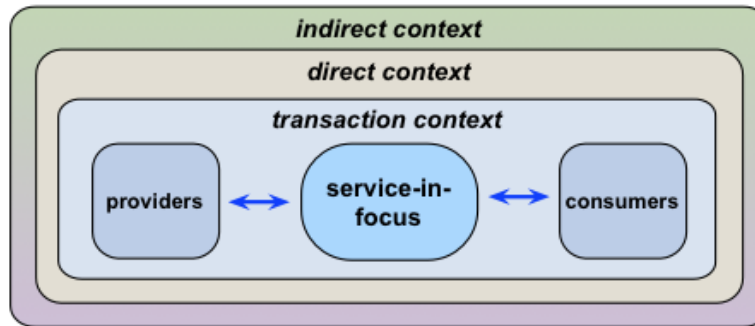 indirect context
direct context
transaction context
providers
service-in-
focus
consumers